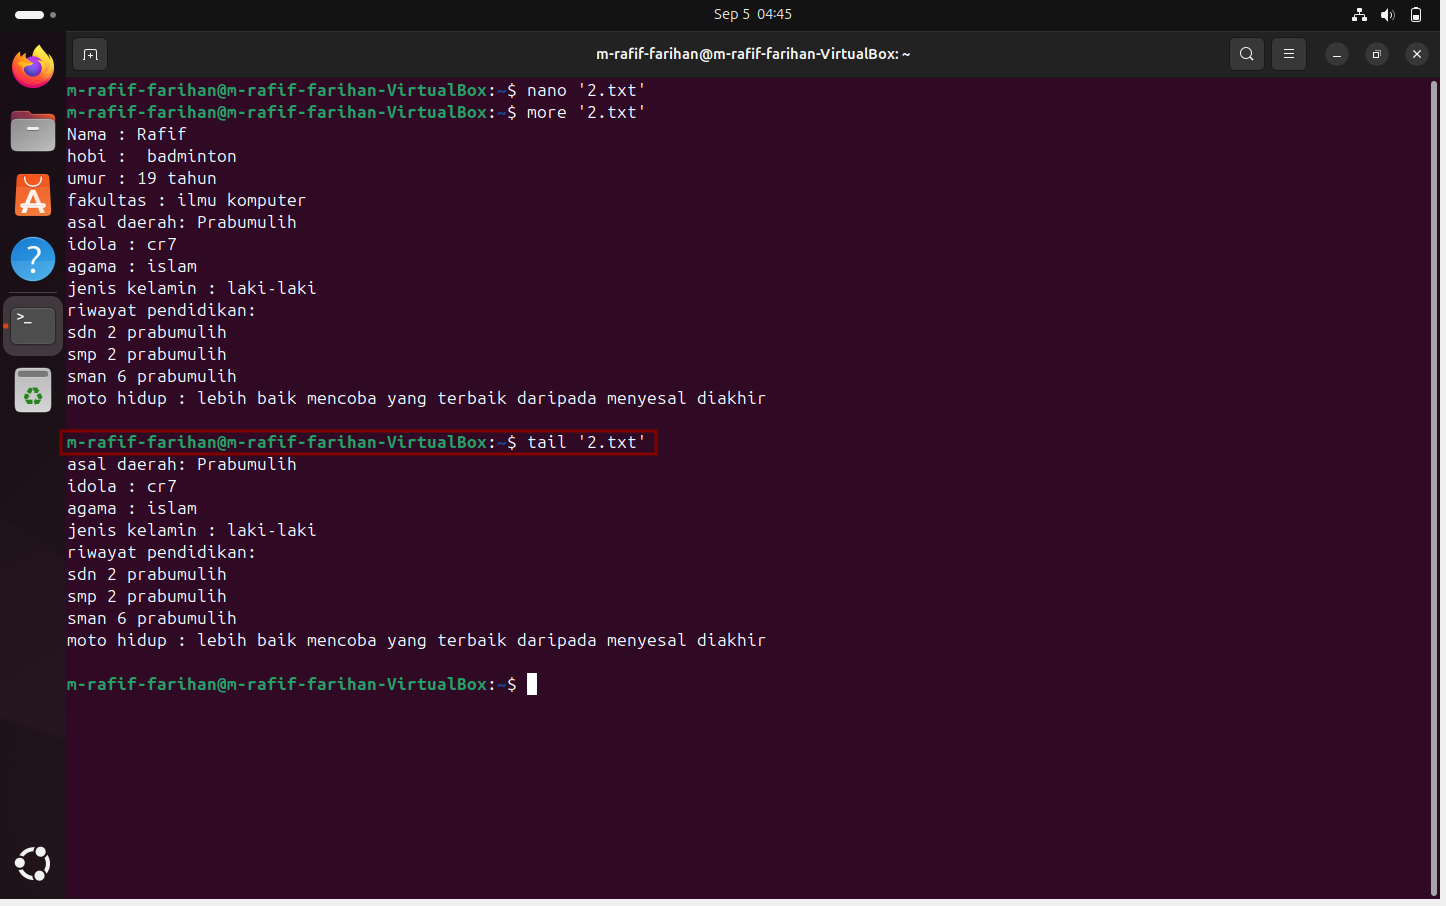 Sep 5 04:45
m-rafif-farihan@m-rafif-farihan-VirtualBox: ~
m-rafif-farihan@m-rafif-farihan-VirtualBox:~$ nano '2.txt'
m-rafif-farihan@m-rafif-farihan-VirtualBox:~$ more '2.txt'
Nama : Rafif
hobi :  badminton
umur : 19 tahun
fakultas : ilmu komputer
asal daerah: Prabumulih
idola : cr7
agama : islam
jenis kelamin : laki-laki
riwayat pendidikan:
sdn 2 prabumulih
smp 2 prabumulih
sman 6 prabumulih
moto hidup : lebih baik mencoba yang terbaik daripada menyesal diakhir
m-rafif-farihan@m-rafif-farihan-VirtualBox:~$ tail '2.txt'
asal daerah: Prabumulih
idola : cr7
agama : islam
jenis kelamin : laki-laki
riwayat pendidikan:
sdn 2 prabumulih
smp 2 prabumulih
sman 6 prabumulih
moto hidup : lebih baik mencoba yang terbaik daripada menyesal diakhir
m-rafif-farihan@m-rafif-farihan-VirtualBox:~$